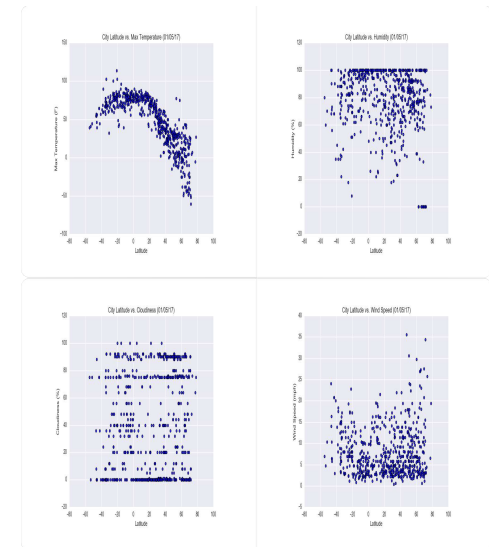 City Latitude vs. Max Temperature (01/05/17)
150
100
50
0
-50
-100
Max Temperature (F)
-80 -60 -40 -20 0 20 40 60 80 100
Latitude
City Latitude vs. Humidity (01/05/17)
120
100
80
60
40
20
0
-20
Humidity (%)
-80 -60 -40 -20 0 20 40 60 80 100
Latitude
City Latitude vs. Cloudiness (01/05/17)
120
100
80
60
40
20
0
-20
Cloudiness (%)
-80 -60 -40 -20 0 20 40 60 80 100
Latitude
City Latitude vs. Wind Speed (01/05/17)
40
35
30
25
20
15
10
5
0
-5
Wind Speed (mph)
-80 -60 -40 -20 0 20 40 60 80 100
Latitude